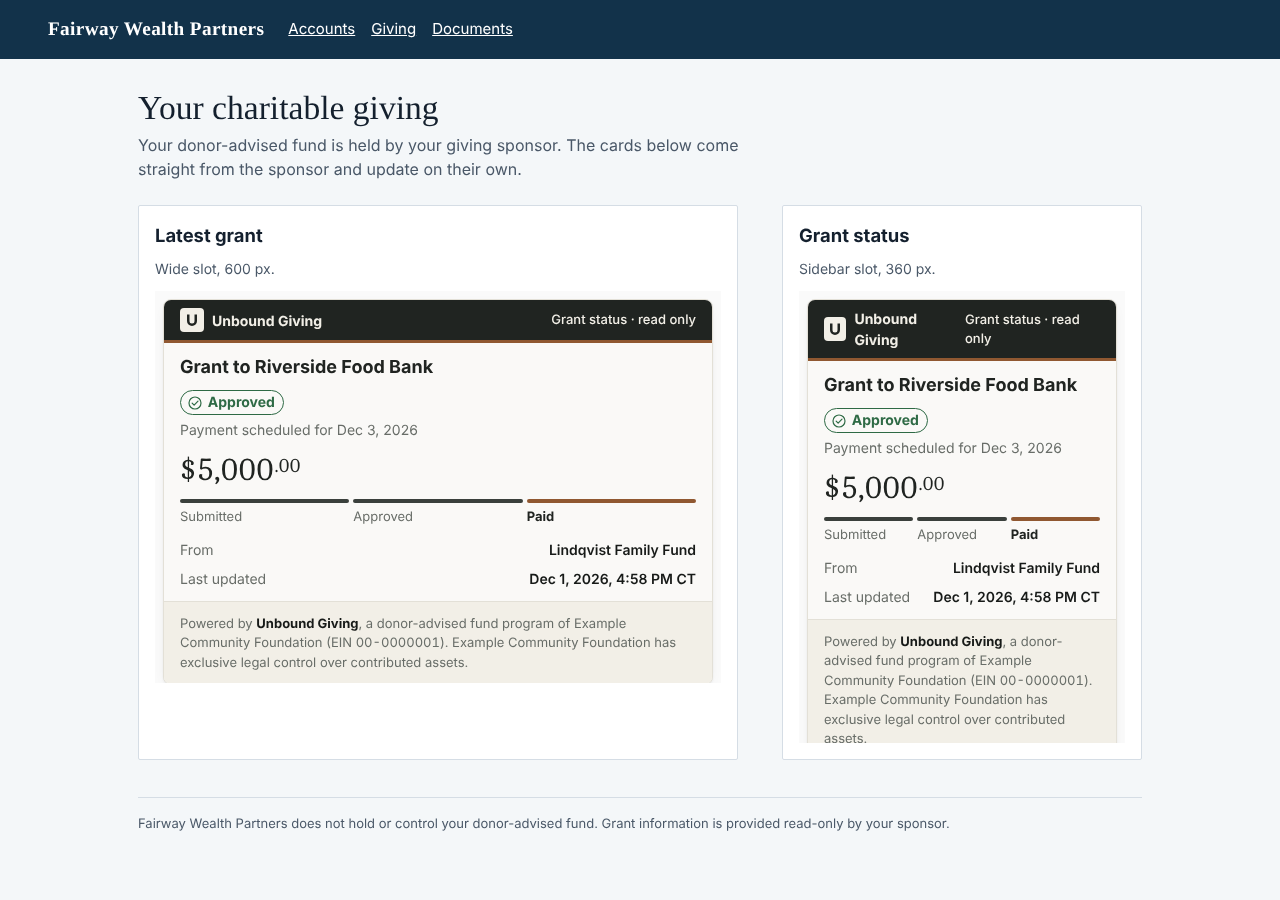 Fairway Wealth Partners Accounts Giving Documents
Your charitable giving
Your donor-advised fund is held by your giving sponsor. The cards below come
straight from the sponsor and update on their own.
Latest grant
Wide slot, 600 px.
U Unbound Giving Grant status · read only
Grant to Riverside Food Bank
Approved
Payment scheduled for Dec 3, 2026
$5,000.00
Submitted Approved Paid
From Lindqvist Family Fund
Last updated Dec 1, 2026, 4:58 PM CT
Powered by Unbound Giving, a donor-advised fund program of Example
Community Foundation (EIN 00-0000001). Example Community Foundation has
exclusive legal control over contributed assets.
Grant status
Sidebar slot, 360 px.
U Unbound
Giving
Grant status · read
only
Grant to Riverside Food Bank
Approved
Payment scheduled for Dec 3, 2026
$5,000.00
Submitted Approved Paid
From Lindqvist Family Fund
Last updated Dec 1, 2026, 4:58 PM CT
Powered by Unbound Giving, a donor-
advised fund program of Example
Community Foundation (EIN 00-0000001).
Example Community Foundation has
exclusive legal control over contributed
assets.
Fairway Wealth Partners does not hold or control your donor-advised fund. Grant information is provided read-only by your sponsor.